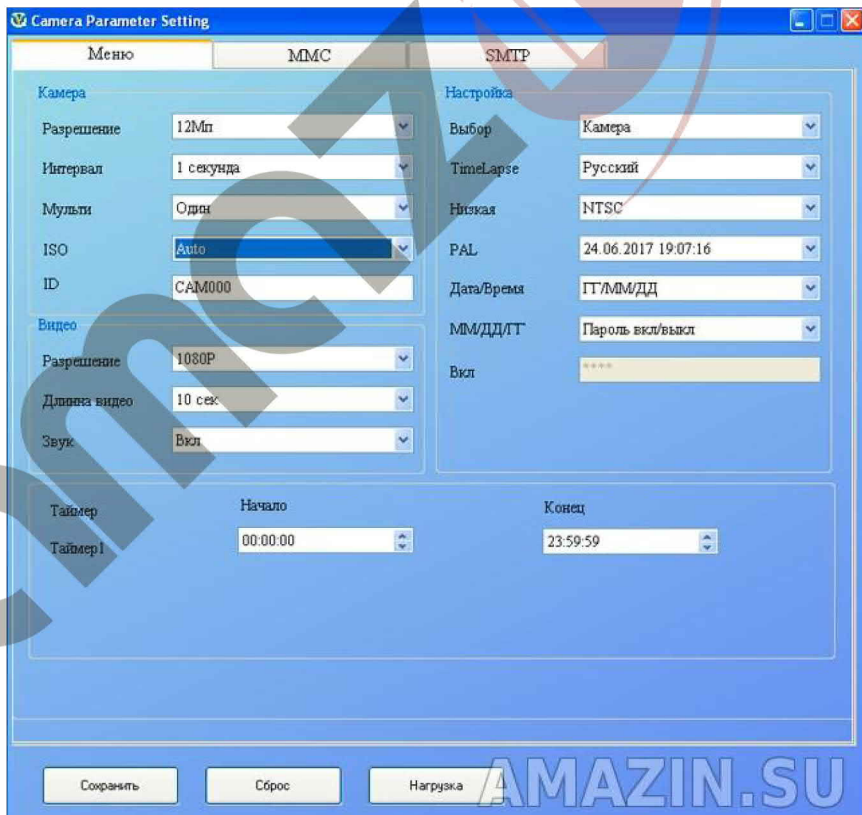 Camera Parameter Setting
Меню MMC SMTP
Камера
Разрешение 12Мп
Интервал 1 секунда
Мульти Один
ISO Auto
ID CAM000
Видео
Разрешение 1080P
Длинна видео 10 сек
Звук Вкл
Настройка
Выбор Камера
TimeLapse Русский
Низкая NTSC
PAL 24.06.2017 19:07:16
Дата/Время ГГ/ММ/ДД
ММ/ДД/ГГ Пароль вкл/выкл
Вкл ****
Таймер Начало Конец
Таймер1 00:00:00 23:59:59
Сохранить Сброс Нагрузка
AMAZIN.SU